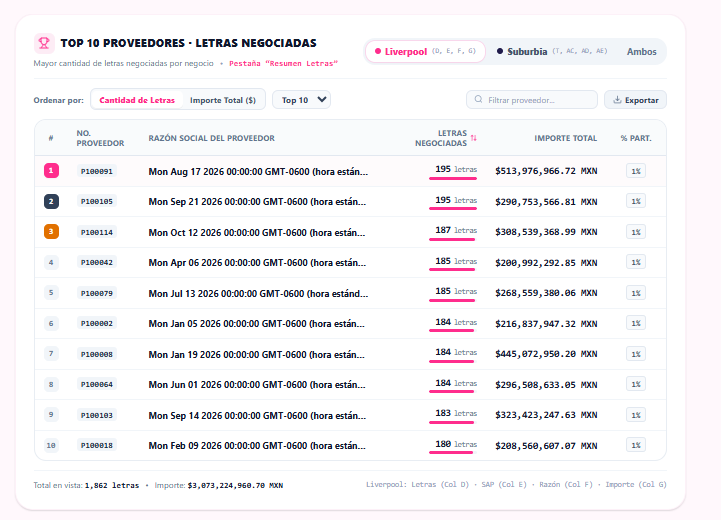 TOP 10 PROVEEDORES · LETRAS NEGOCIADAS
Mayor cantidad de letras negociadas por negocio • Pestaña "Resumen Letras"
Liverpool (D, E, F, G) Suburbia (T, AC, AD, AE) Ambos
Ordenar por: Cantidad de Letras Importe Total ($) Top 10 Filtrar proveedor... Exportar
# NO. PROVEEDOR RAZÓN SOCIAL DEL PROVEEDOR LETRAS NEGOCIADAS IMPORTE TOTAL % PART.
1 P100091 Mon Aug 17 2026 00:00:00 GMT-0600 (hora están... 195 letras $513,976,966.72 MXN 1%
2 P100105 Mon Sep 21 2026 00:00:00 GMT-0600 (hora están... 195 letras $290,753,566.81 MXN 1%
3 P100114 Mon Oct 12 2026 00:00:00 GMT-0600 (hora están... 187 letras $308,539,368.99 MXN 1%
4 P100042 Mon Apr 06 2026 00:00:00 GMT-0600 (hora están... 185 letras $200,992,292.85 MXN 1%
5 P100079 Mon Jul 13 2026 00:00:00 GMT-0600 (hora estánd... 185 letras $268,559,380.06 MXN 1%
6 P100002 Mon Jan 05 2026 00:00:00 GMT-0600 (hora están... 184 letras $216,837,947.32 MXN 1%
7 P100008 Mon Jan 19 2026 00:00:00 GMT-0600 (hora están... 184 letras $445,072,950.20 MXN 1%
8 P100064 Mon Jun 01 2026 00:00:00 GMT-0600 (hora están... 184 letras $296,508,633.05 MXN 1%
9 P100103 Mon Sep 14 2026 00:00:00 GMT-0600 (hora están... 183 letras $323,423,247.63 MXN 1%
10 P100018 Mon Feb 09 2026 00:00:00 GMT-0600 (hora están... 180 letras $208,560,607.07 MXN 1%
Total en vista: 1,862 letras • Importe: $3,073,224,960.70 MXN Liverpool: Letras (Col D) · SAP (Col E) · Razón (Col F) · Importe (Col G)